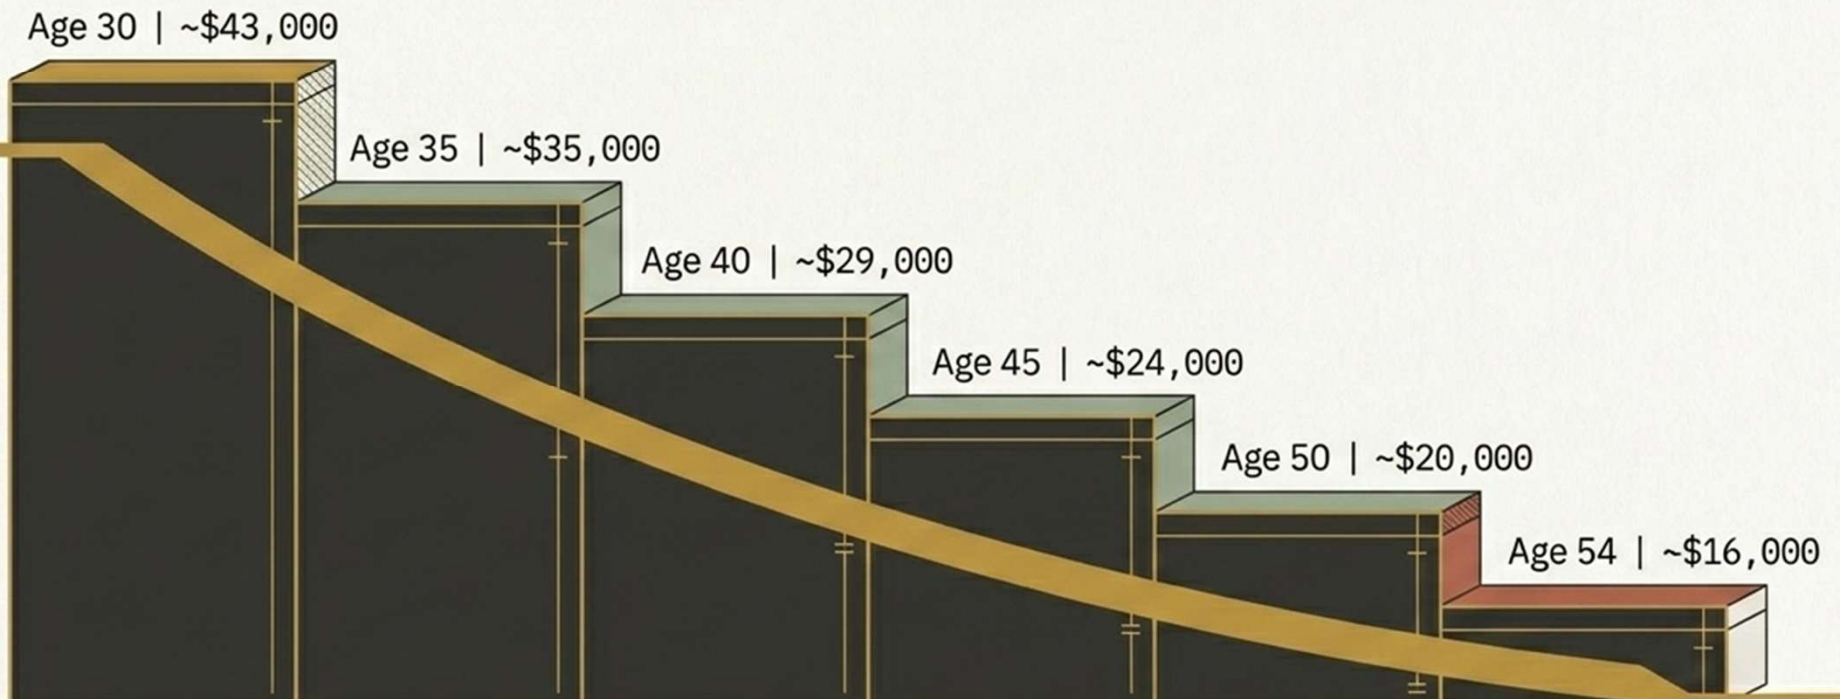 Age 30 | ~$43,000
Age 35 | ~$35,000
Age 40 | ~$29,000
Age 45 | ~$24,000
Age 50 | ~$20,000
Age 54 | ~$16,000